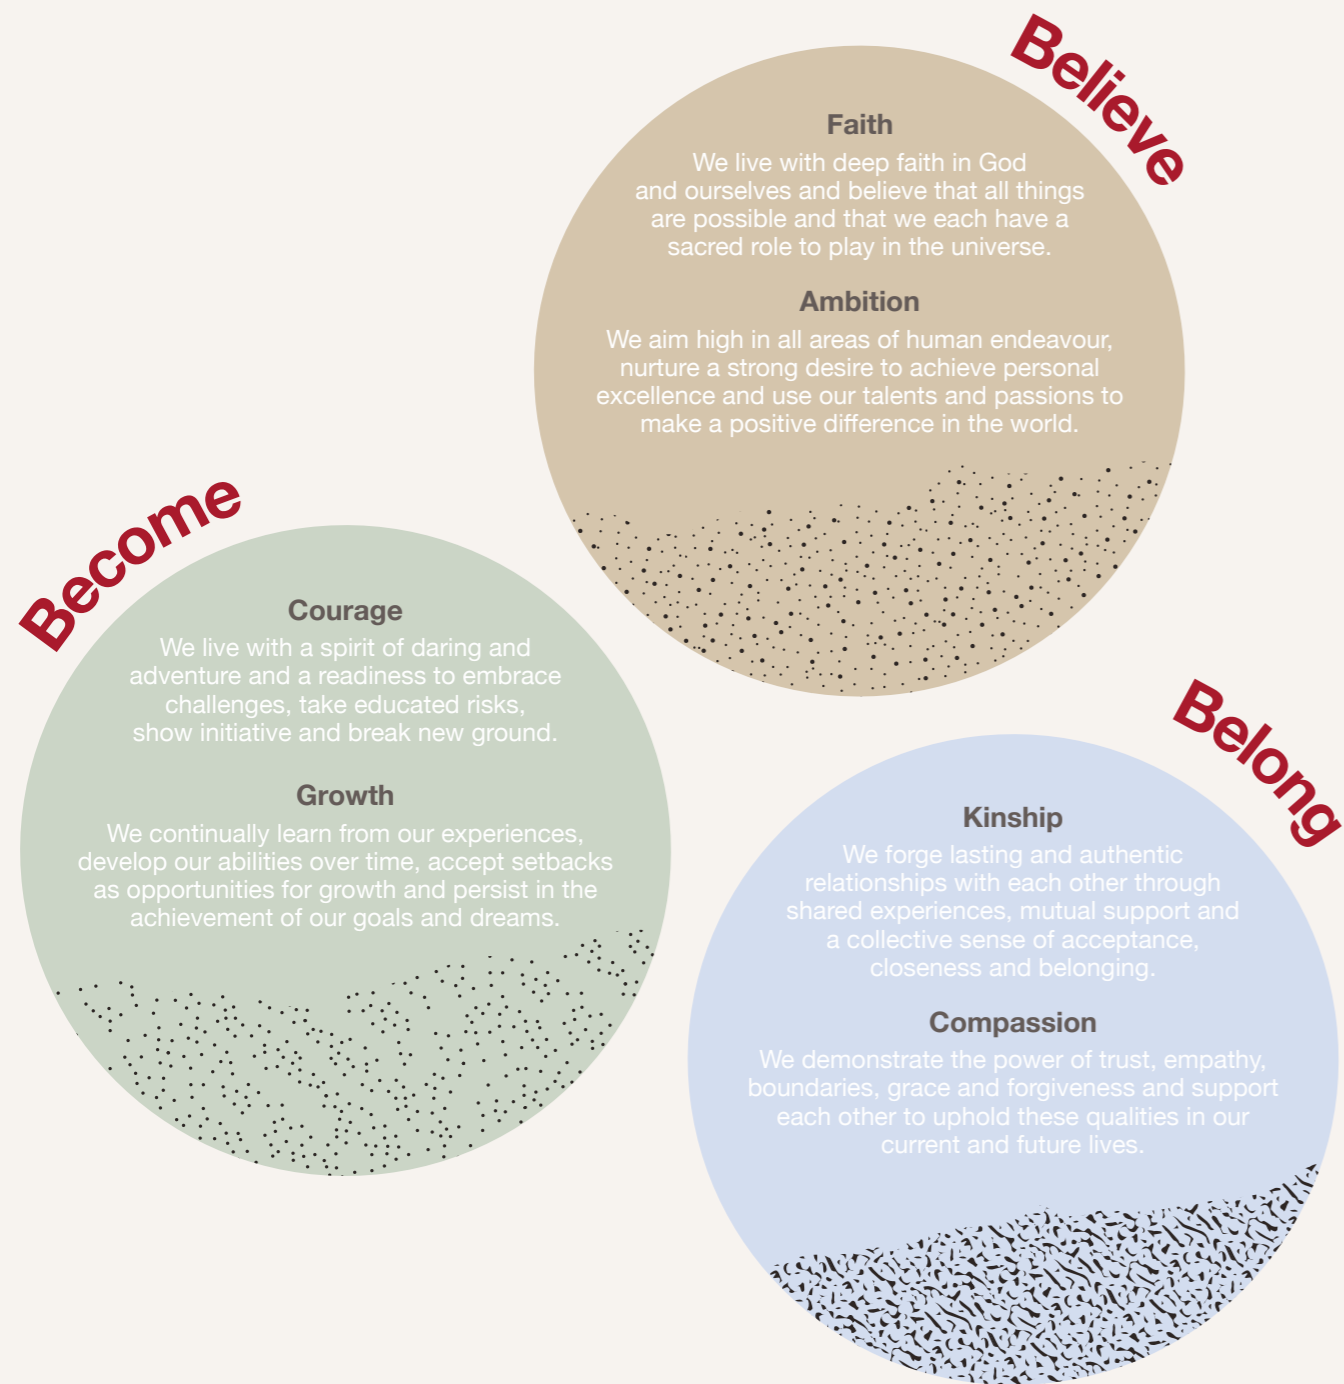 Believe
Faith
We live with deep faith in God
and ourselves and believe that all things
are possible and that we each have a
sacred role to play in the universe.
Ambition
We aim high in all areas of human endeavour,
nurture a strong desire to achieve personal
excellence and use our talents and passions to
make a positive difference in the world.
Become
Courage
We live with a spirit of daring and
adventure and a readiness to embrace
challenges, take educated risks,
show initiative and break new ground.
Growth
We continually learn from our experiences,
develop our abilities over time, accept setbacks
as opportunities for growth and persist in the
achievement of our goals and dreams.
Belong
Kinship
We forge lasting and authentic
relationships with each other through
shared experiences, mutual support and
a collective sense of acceptance,
closeness and belonging.
Compassion
We demonstrate the power of trust, empathy,
boundaries, grace and forgiveness and support
each other to uphold these qualities in our
current and future lives.